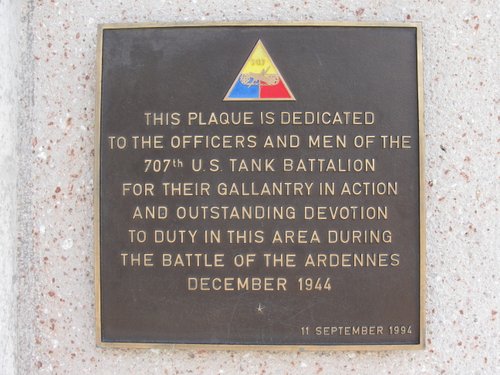 707
THIS PLAQUE IS DEDICATED
TO THE OFFICERS AND MEN OF THE
707th U.S. TANK BATTALION
FOR THEIR GALLANTRY IN ACTION
AND OUTSTANDING DEVOTION
TO DUTY IN THIS AREA DURING
THE BATTLE OF THE ARDENNES
DECEMBER 1944
11 SEPTEMBER 1994